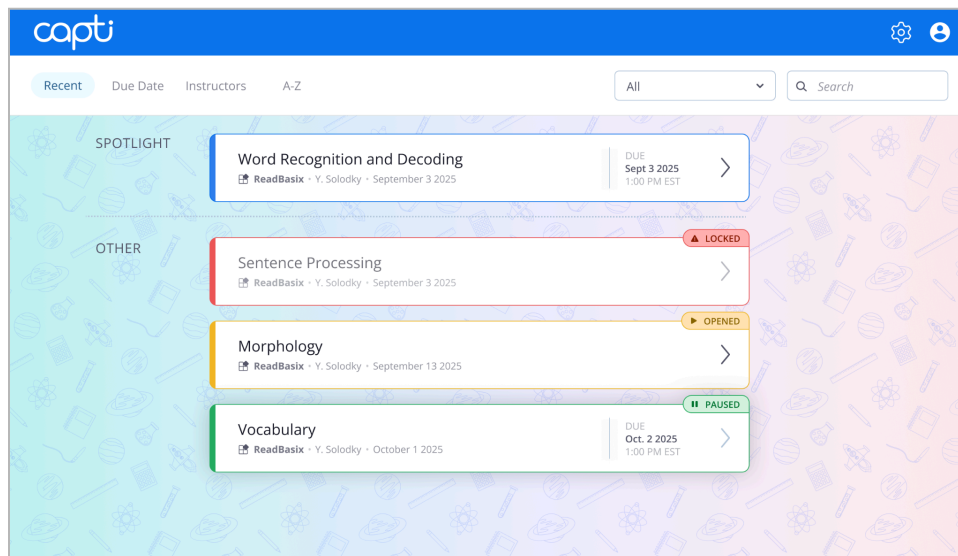 capti
Recent Due Date Instructors A-Z All Search
SPOTLIGHT
Word Recognition and Decoding
ReadBasix • Y. Solodky • September 3 2025
DUE
Sept 3 2025
1:00 PM EST
OTHER
LOCKED
Sentence Processing
ReadBasix • Y. Solodky • September 3 2025
OPENED
Morphology
ReadBasix • Y. Solodky • September 13 2025
PAUSED
Vocabulary
ReadBasix • Y. Solodky • October 1 2025
DUE
Oct. 2 2025
1:00 PM EST